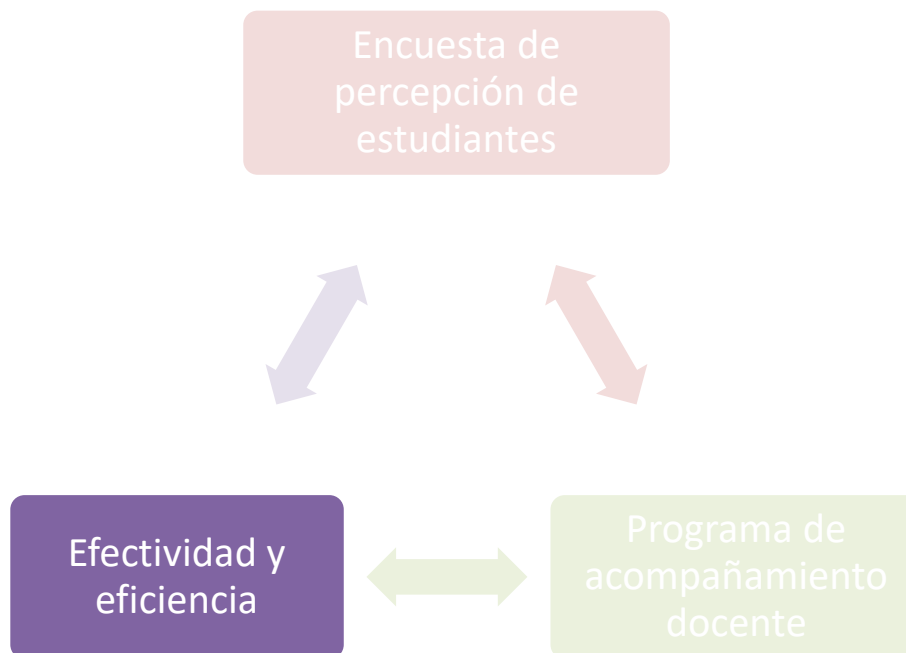 Encuesta de
percepción de
estudiantes
Efectividad y
eficiencia
Programa de
acompañamiento
docente